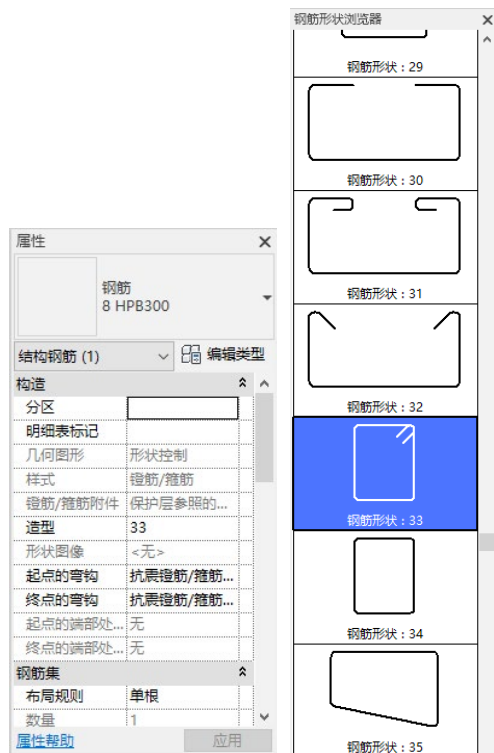 钢筋形状浏览器
钢筋形状 : 29
钢筋形状 : 30
钢筋形状 : 31
钢筋形状 : 32
钢筋形状 : 33
钢筋形状 : 34
钢筋形状 : 35
属性
钢筋
8 HPB300
结构钢筋 (1)
编辑类型
构造
分区
明细表标记
几何图形 形状控制
样式 镫筋/箍筋
镫筋/箍筋附件 保护层参照的...
造型 33
形状图像 <无>
起点的弯钩 抗震镫筋/箍筋...
终点的弯钩 抗震镫筋/箍筋...
起点的端部处... 无
终点的端部处... 无
钢筋集
布局规则 单根
数量 1
属性帮助
应用